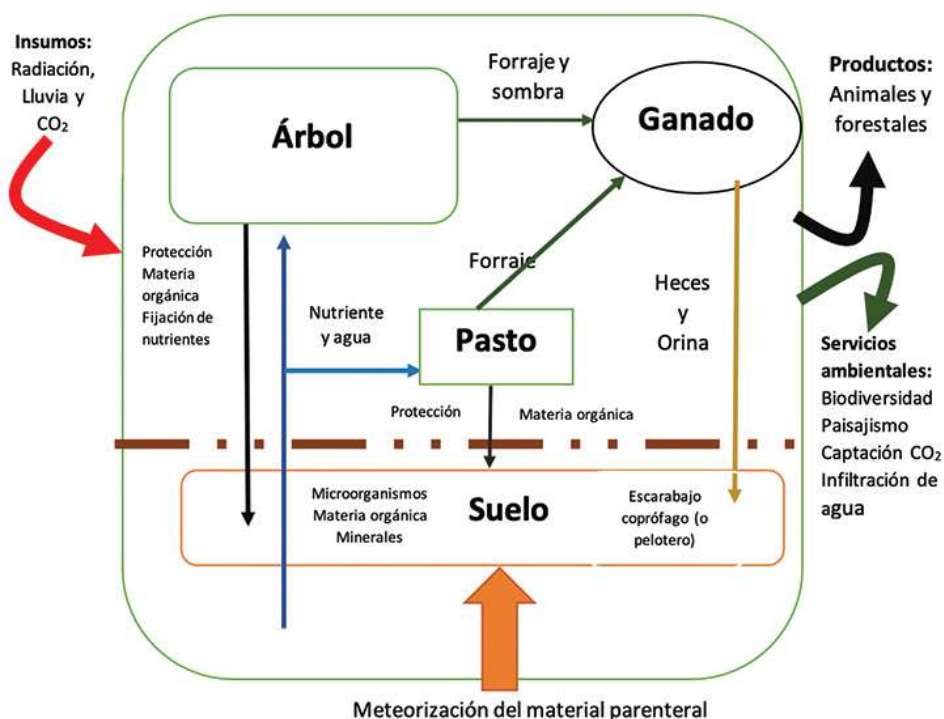 Insumos:
Radiación,
Lluvia y
CO₂
Árbol
Forraje y
sombra
Ganado
Productos:
Animales y
forestales
Protección
Materia
orgánica
Fijación de
nutrientes
Nutriente
y agua
Forraje
Pasto
Heces
y
Orina
Servicios
ambientales:
Biodiversidad
Paisajismo
Captación CO₂
Infiltración de
agua
Protección
Materia orgánica
Microorganismos
Materia orgánica
Minerales
Suelo
Escarabajo
coprófago (o
pelotero)
Meteorización del material parenteral